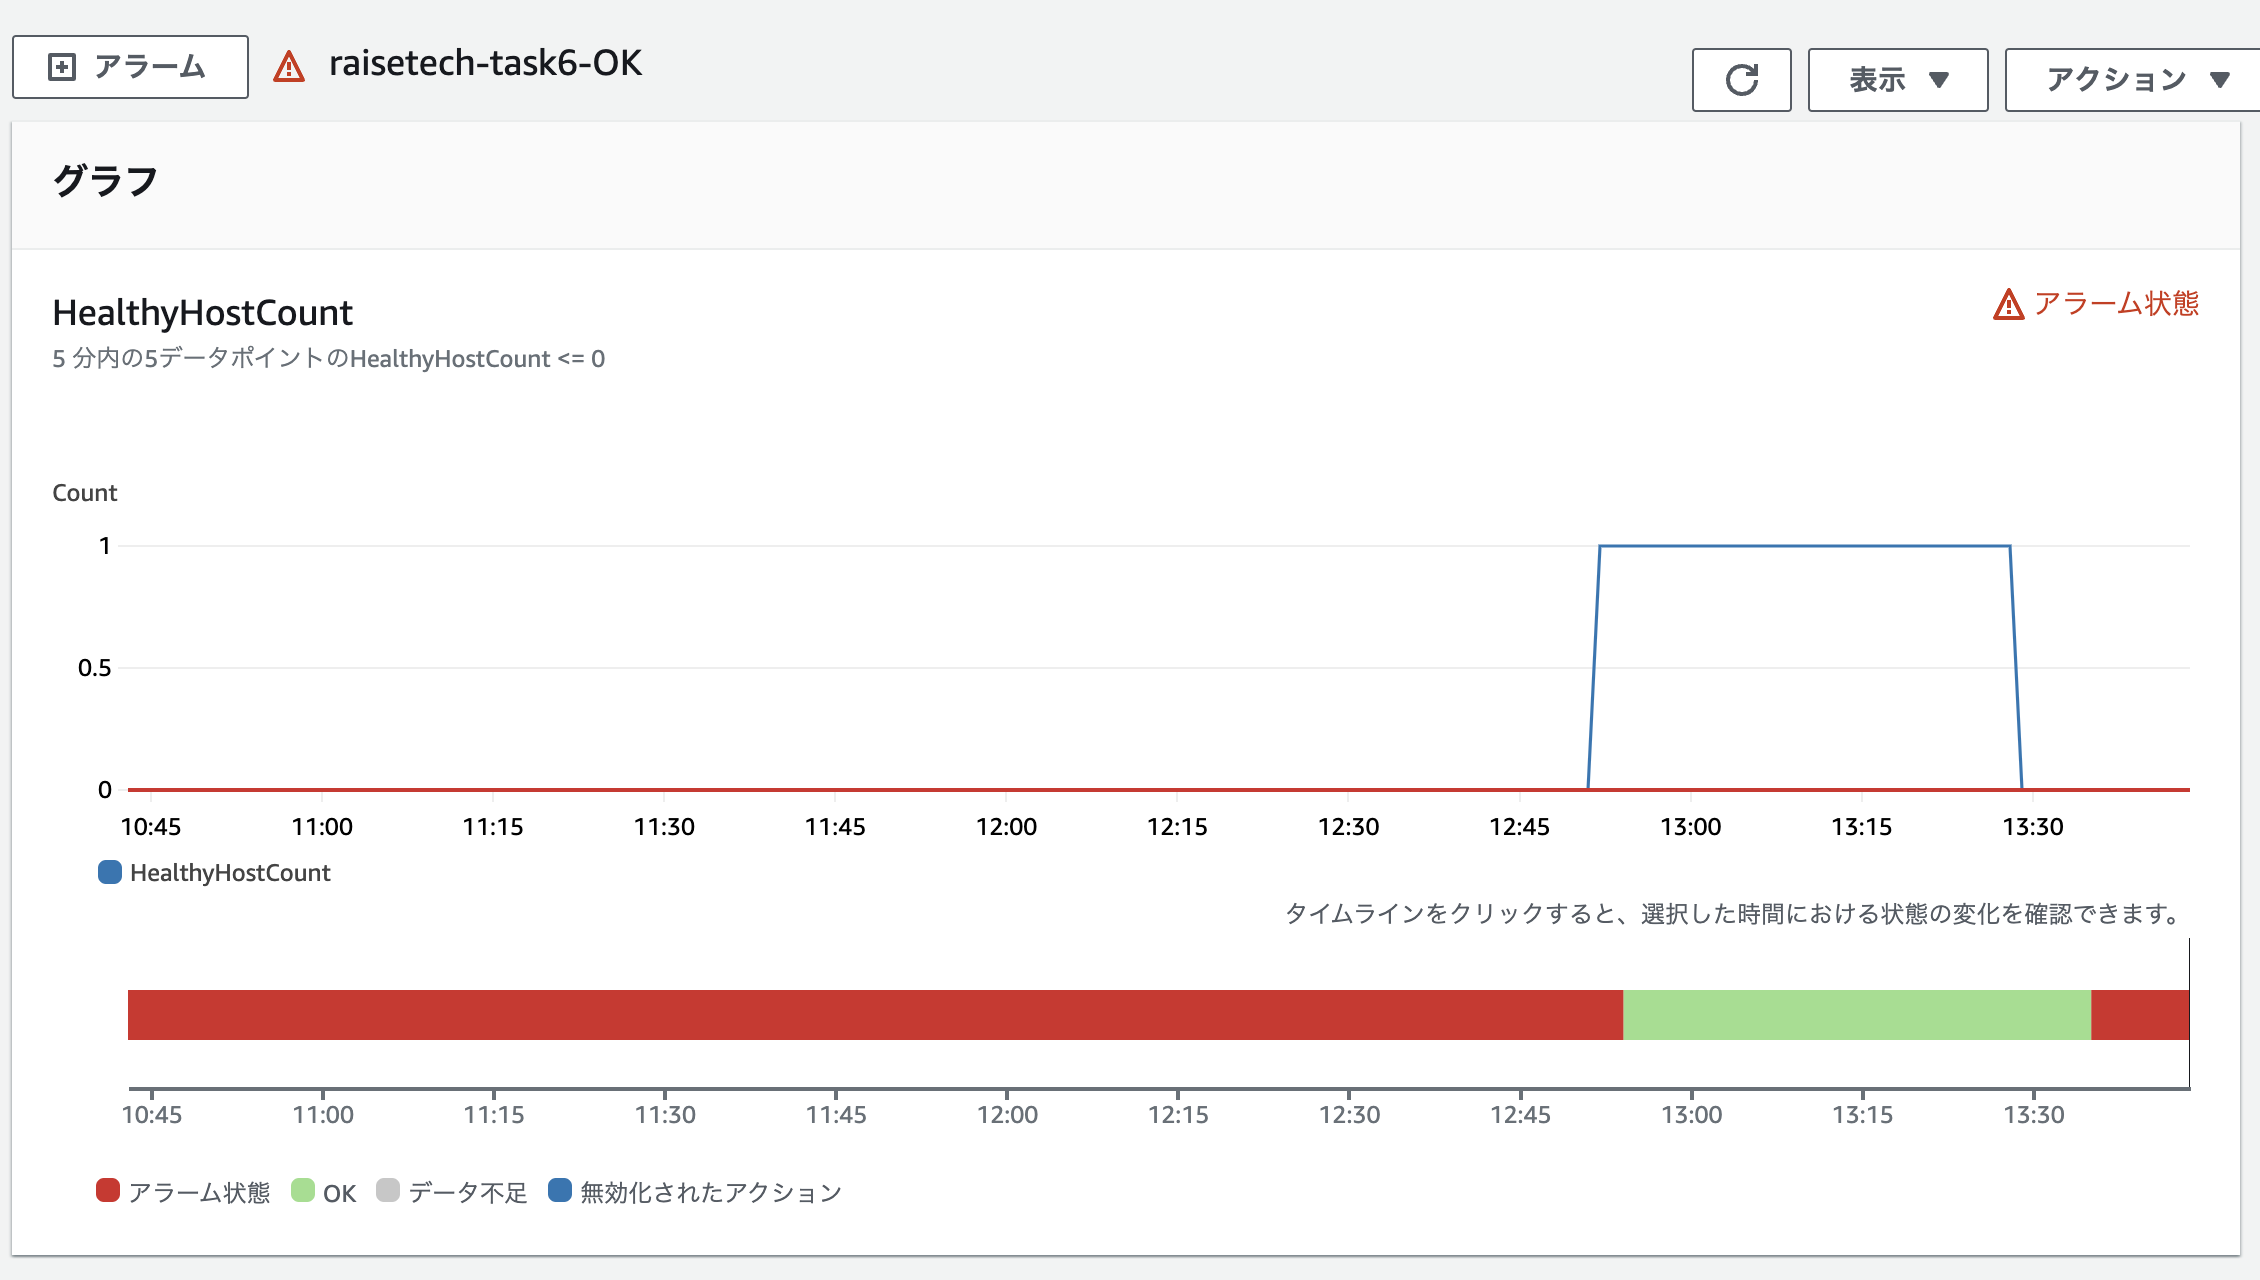 アラーム
raisetech-task6-OK
表示
アクション
グラフ
HealthyHostCount
アラーム状態
5 分内の5データポイントのHealthyHostCount <= 0
Count
1
0.5
0
10:45 11:00 11:15 11:30 11:45 12:00 12:15 12:30 12:45 13:00 13:15 13:30
HealthyHostCount
タイムラインをクリックすると、選択した時間における状態の変化を確認できます。
10:45 11:00 11:15 11:30 11:45 12:00 12:15 12:30 12:45 13:00 13:15 13:30
アラーム状態 OK データ不足 無効化されたアクション